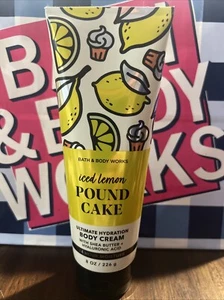 B
& BODY
WORKS
BATH & BODY WORKS
iced lemon
POUND
CAKE
ULTIMATE HYDRATION
BODY CREAM
WITH SHEA BUTTER +
HYALURONIC ACID
8 OZ / 226 g